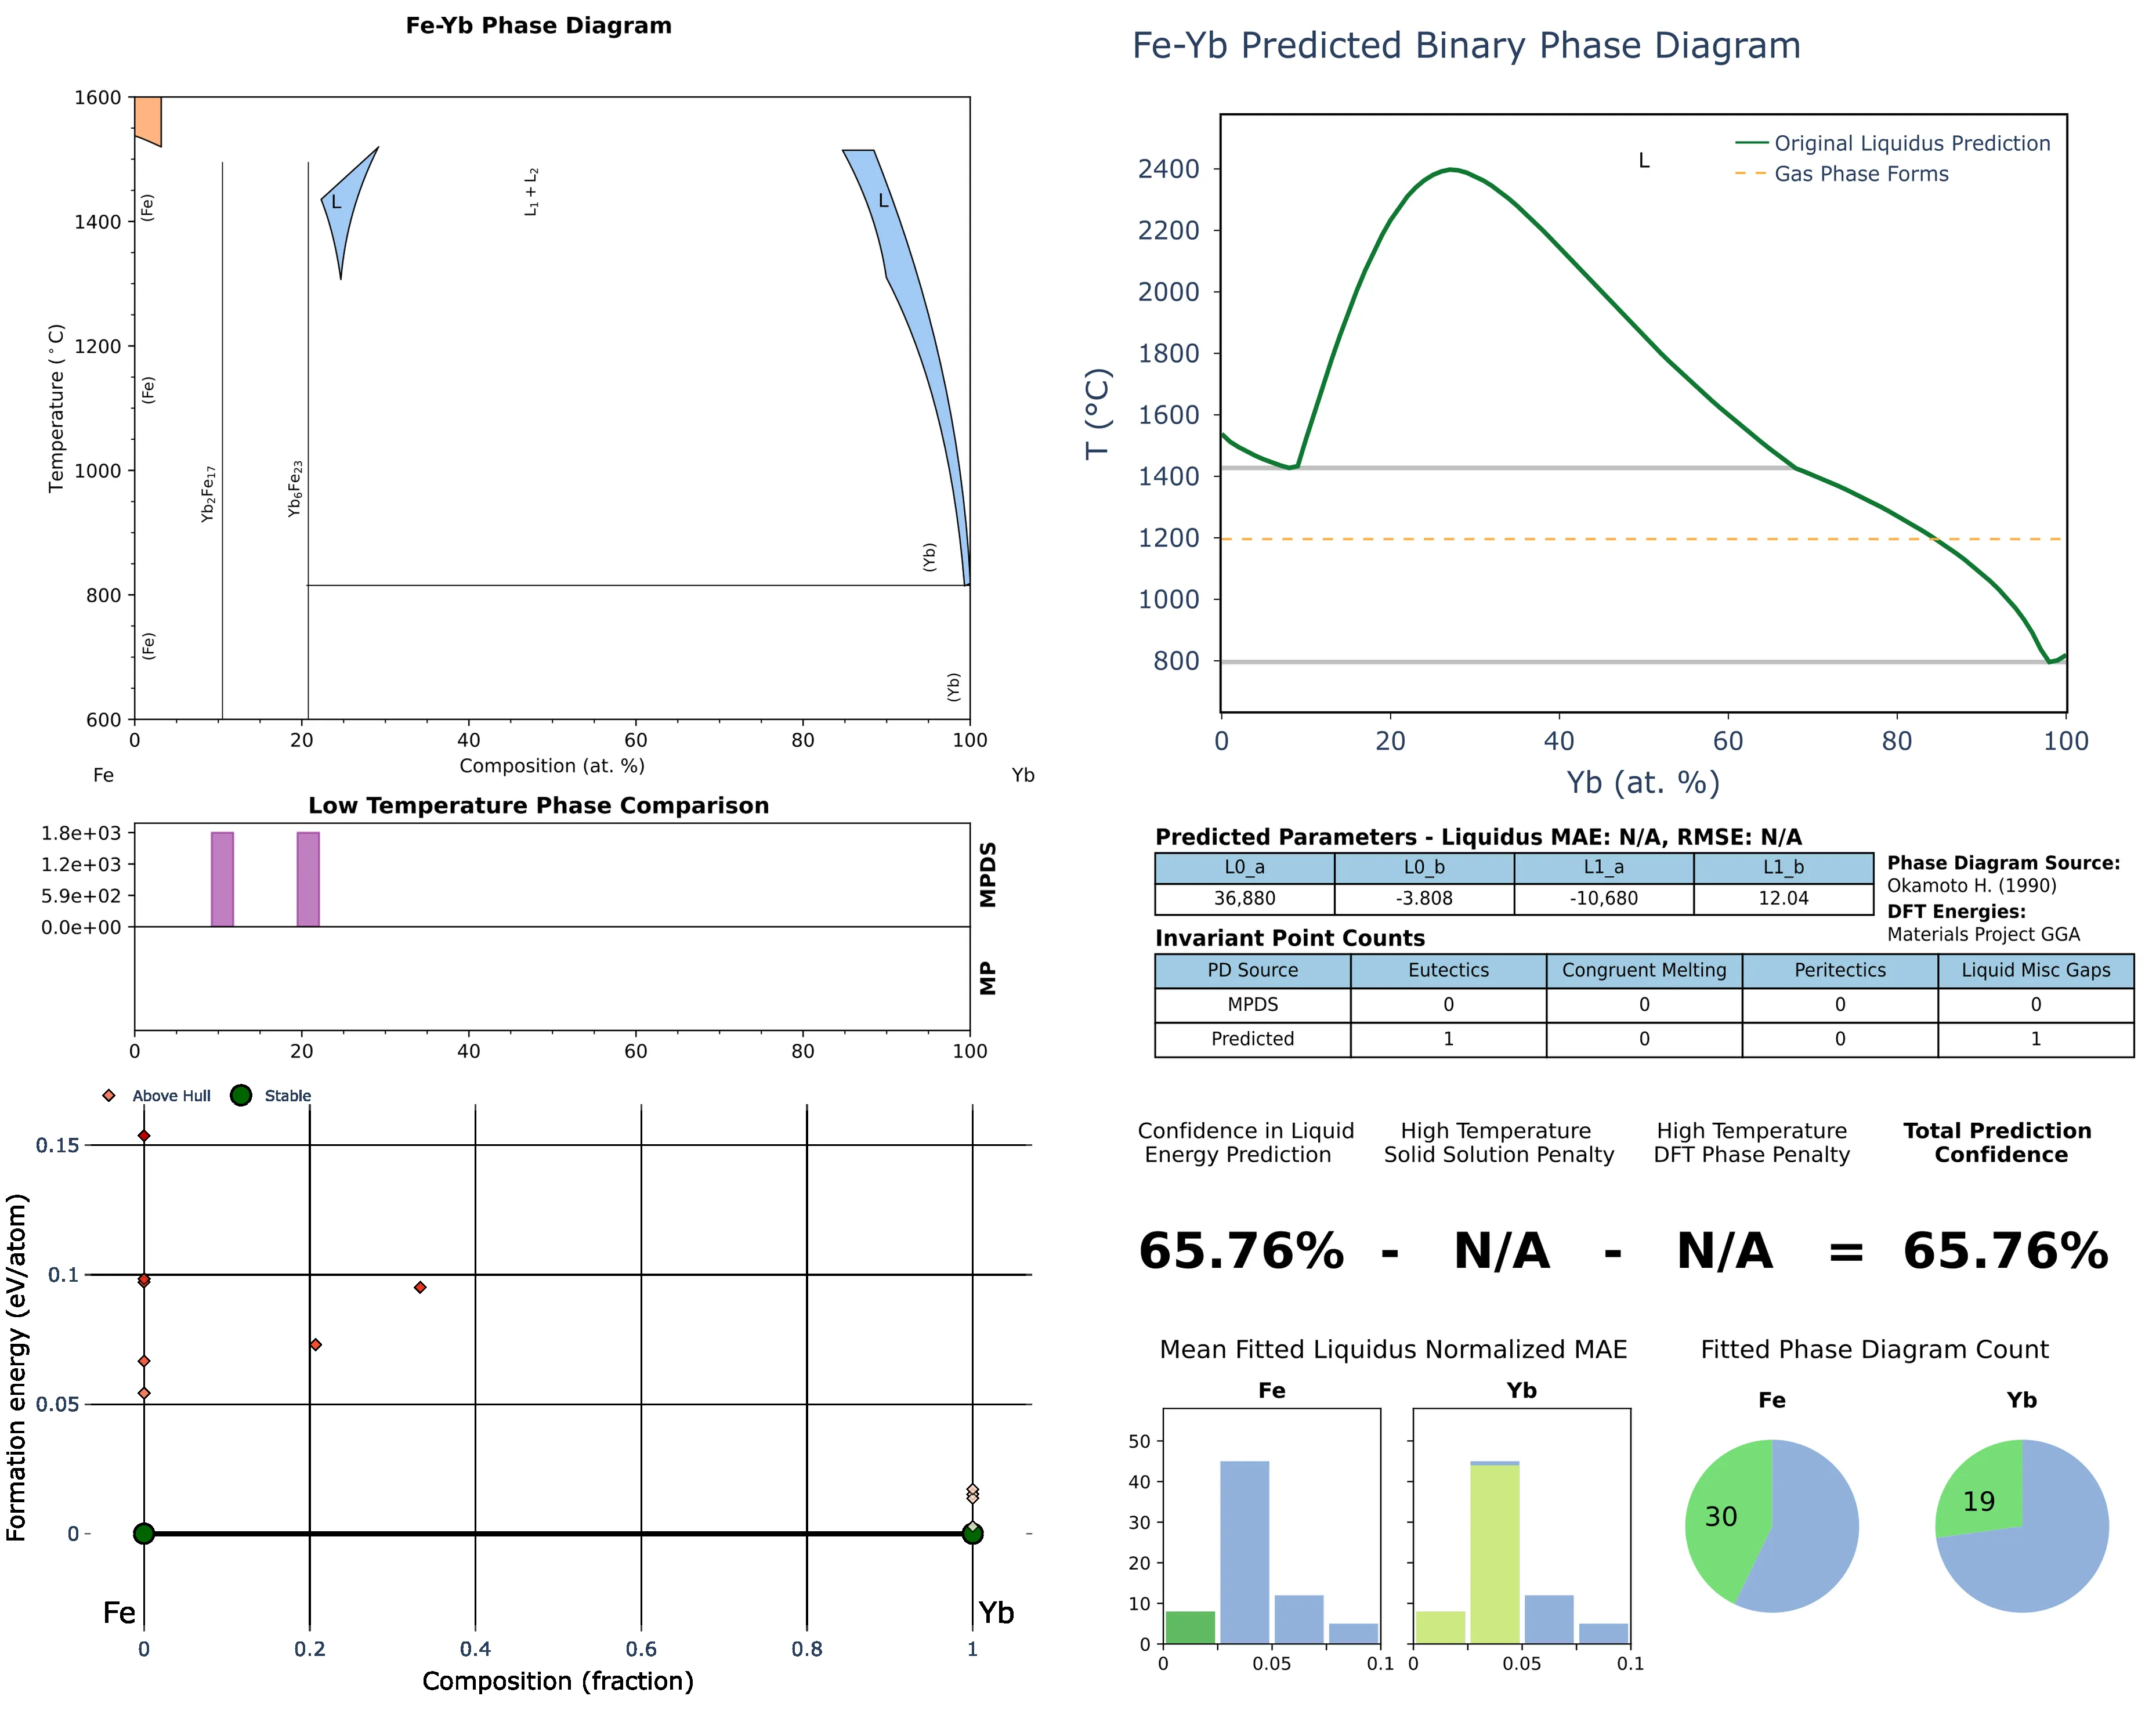 Fe-Yb Phase Diagram
1600
1400
1200
1000
800
600
Temperature (°C)
(Fe)
(Fe)
(Fe)
Yb2Fe17
Yb6Fe23
L
L1 + L2
L
(Yb)
(Yb)
0
20
40
60
80
100
Composition (at. %)
Fe
Yb
Low Temperature Phase Comparison
1.8e+03
1.2e+03
5.9e+02
0.0e+00
MPDS
MP
0
20
40
60
80
100
Above Hull
Stable
0.15
0.1
0.05
0
Formation energy (eV/atom)
Fe
Yb
0
0.2
0.4
0.6
0.8
1
Composition (fraction)
Fe-Yb Predicted Binary Phase Diagram
L
Original Liquidus Prediction
Gas Phase Forms
2400
2200
2000
1800
1600
1400
1200
1000
800
T (°C)
0
20
40
60
80
100
Yb (at. %)
Predicted Parameters - Liquidus MAE: N/A, RMSE: N/A
L0_a L0_b L1_a L1_b
36,880 -3.808 -10,680 12.04
Phase Diagram Source:
Okamoto H. (1990)
DFT Energies:
Materials Project GGA
Invariant Point Counts
PD Source Eutectics Congruent Melting Peritectics Liquid Misc Gaps
MPDS 0 0 0 0
Predicted 1 0 0 1
Confidence in Liquid
Energy Prediction
High Temperature
Solid Solution Penalty
High Temperature
DFT Phase Penalty
Total Prediction
Confidence
65.76% - N/A - N/A = 65.76%
Mean Fitted Liquidus Normalized MAE
Fe
Yb
50
40
30
20
10
0
0
0.05
0.1
0
0.05
0.1
Fitted Phase Diagram Count
Fe
Yb
30
19